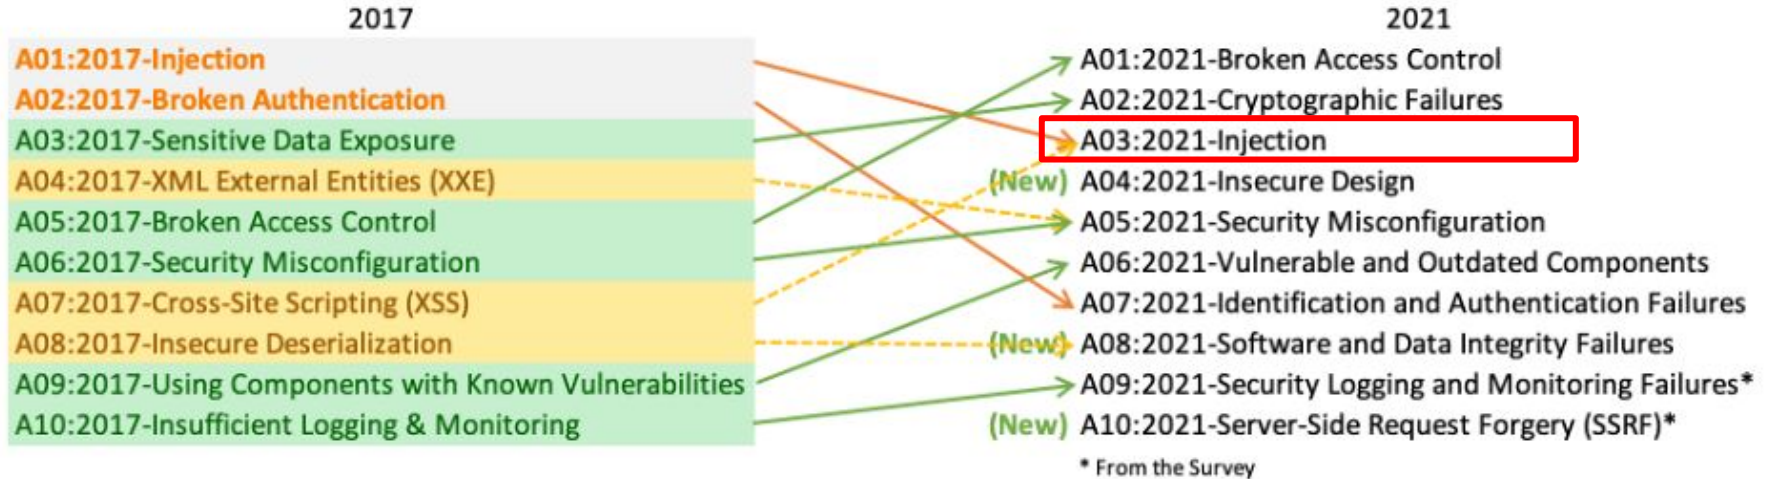 2017
A01:2017-Injection
A02:2017-Broken Authentication
A03:2017-Sensitive Data Exposure
A04:2017-XML External Entities (XXE)
A05:2017-Broken Access Control
A06:2017-Security Misconfiguration
A07:2017-Cross-Site Scripting (XSS)
A08:2017-Insecure Deserialization
A09:2017-Using Components with Known Vulnerabilities
A10:2017-Insufficient Logging & Monitoring
2021
A01:2021-Broken Access Control
A02:2021-Cryptographic Failures
A03:2021-Injection
(New) A04:2021-Insecure Design
A05:2021-Security Misconfiguration
A06:2021-Vulnerable and Outdated Components
A07:2021-Identification and Authentication Failures
(New) A08:2021-Software and Data Integrity Failures
A09:2021-Security Logging and Monitoring Failures*
(New) A10:2021-Server-Side Request Forgery (SSRF)*
* From the Survey